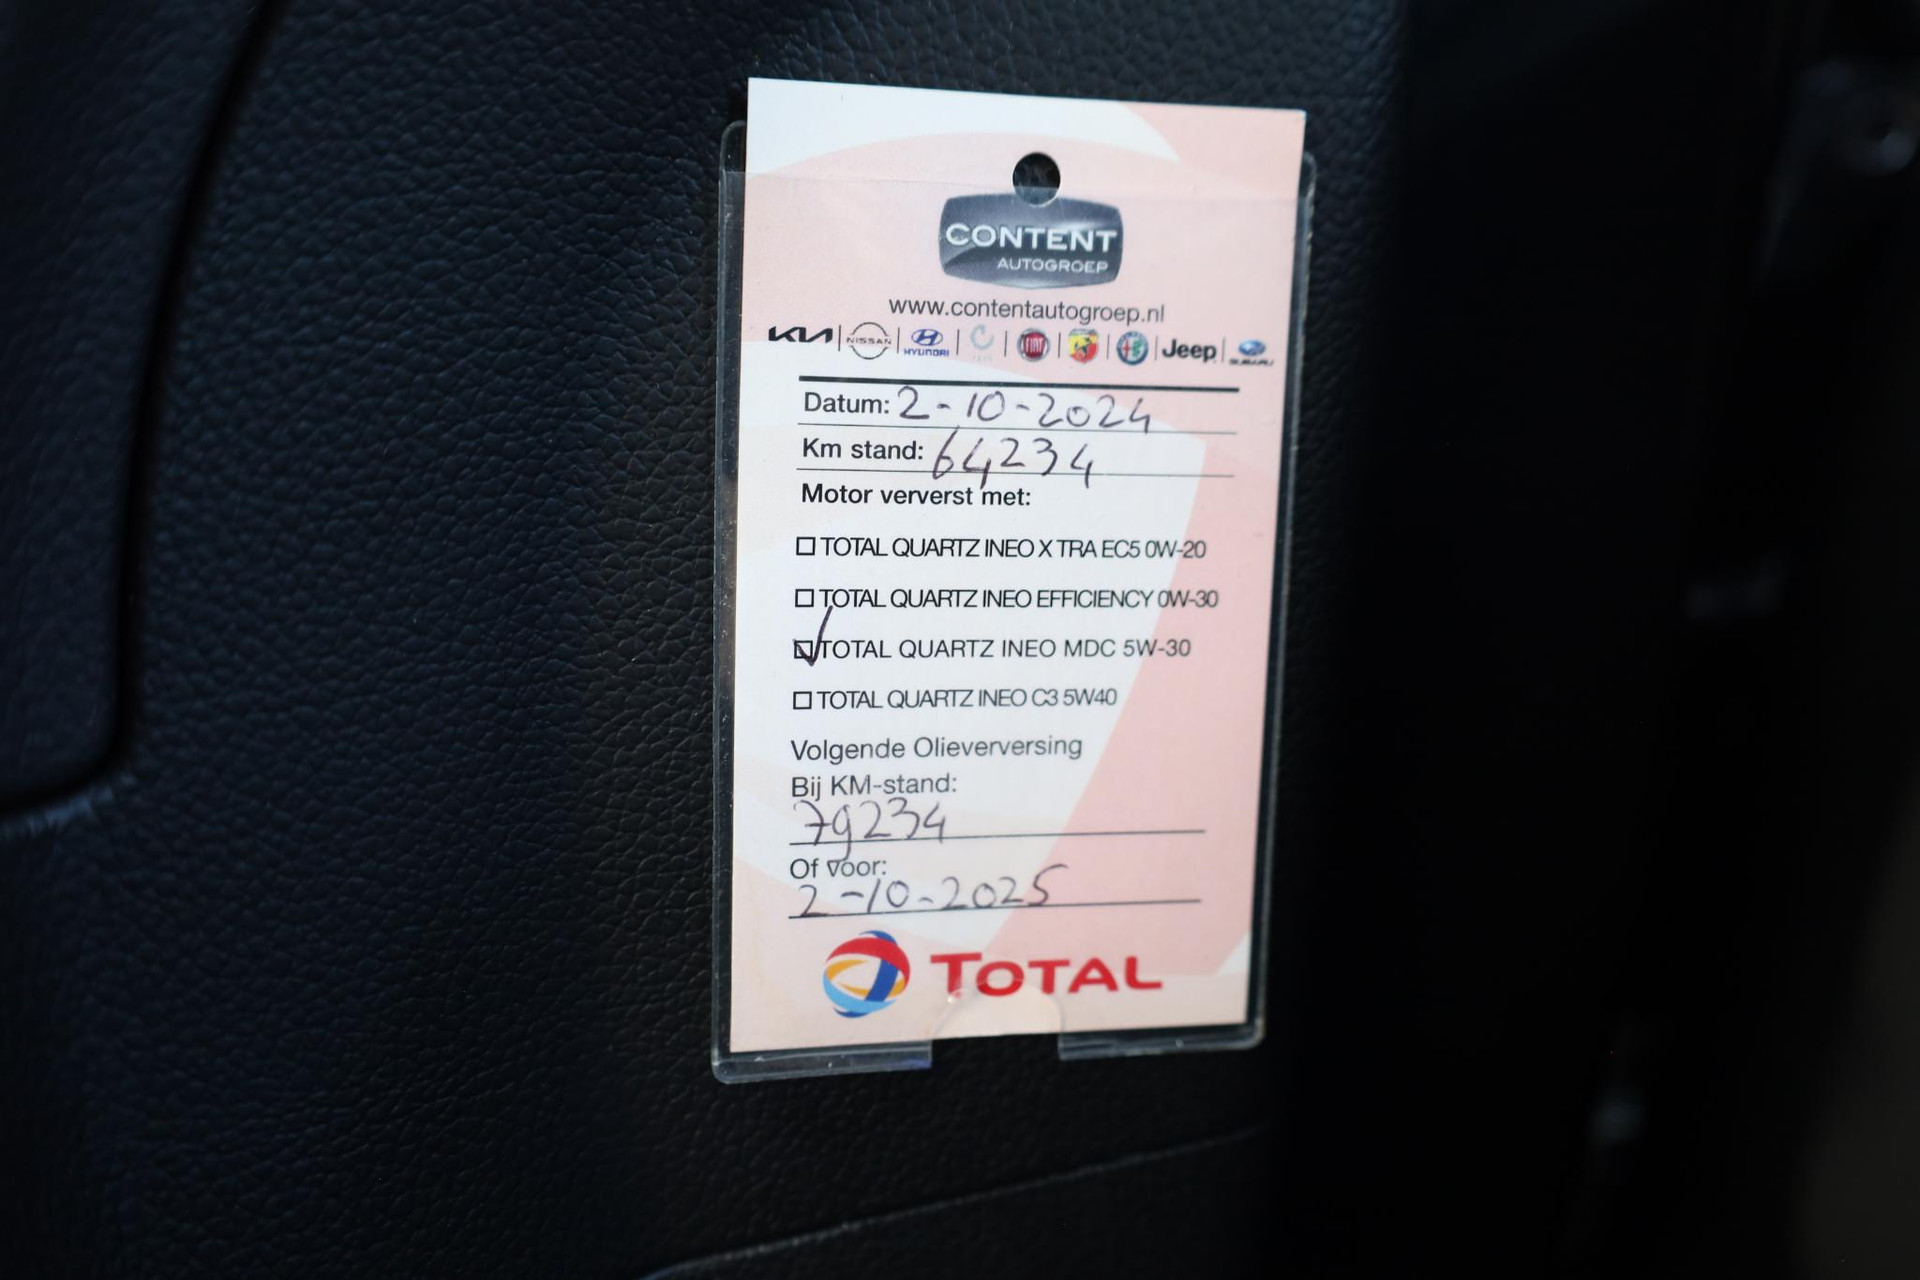 CONTENT
AUTOGROEP
www.contentautogroep.nl
KIA NISSAN HYUNDAI FIAT Jeep SUBARU
Datum: 2-10-2024
Km stand: 64234
Motor ververst met:
TOTAL QUARTZ INEO X TRA EC5 0W-20
TOTAL QUARTZ INEO EFFICIENCY 0W-30
TOTAL QUARTZ INEO MDC 5W-30
TOTAL QUARTZ INEO C3 5W40
Volgende Olieverversing
Bij KM-stand:
79234
Of voor:
2-10-2025
TOTAL